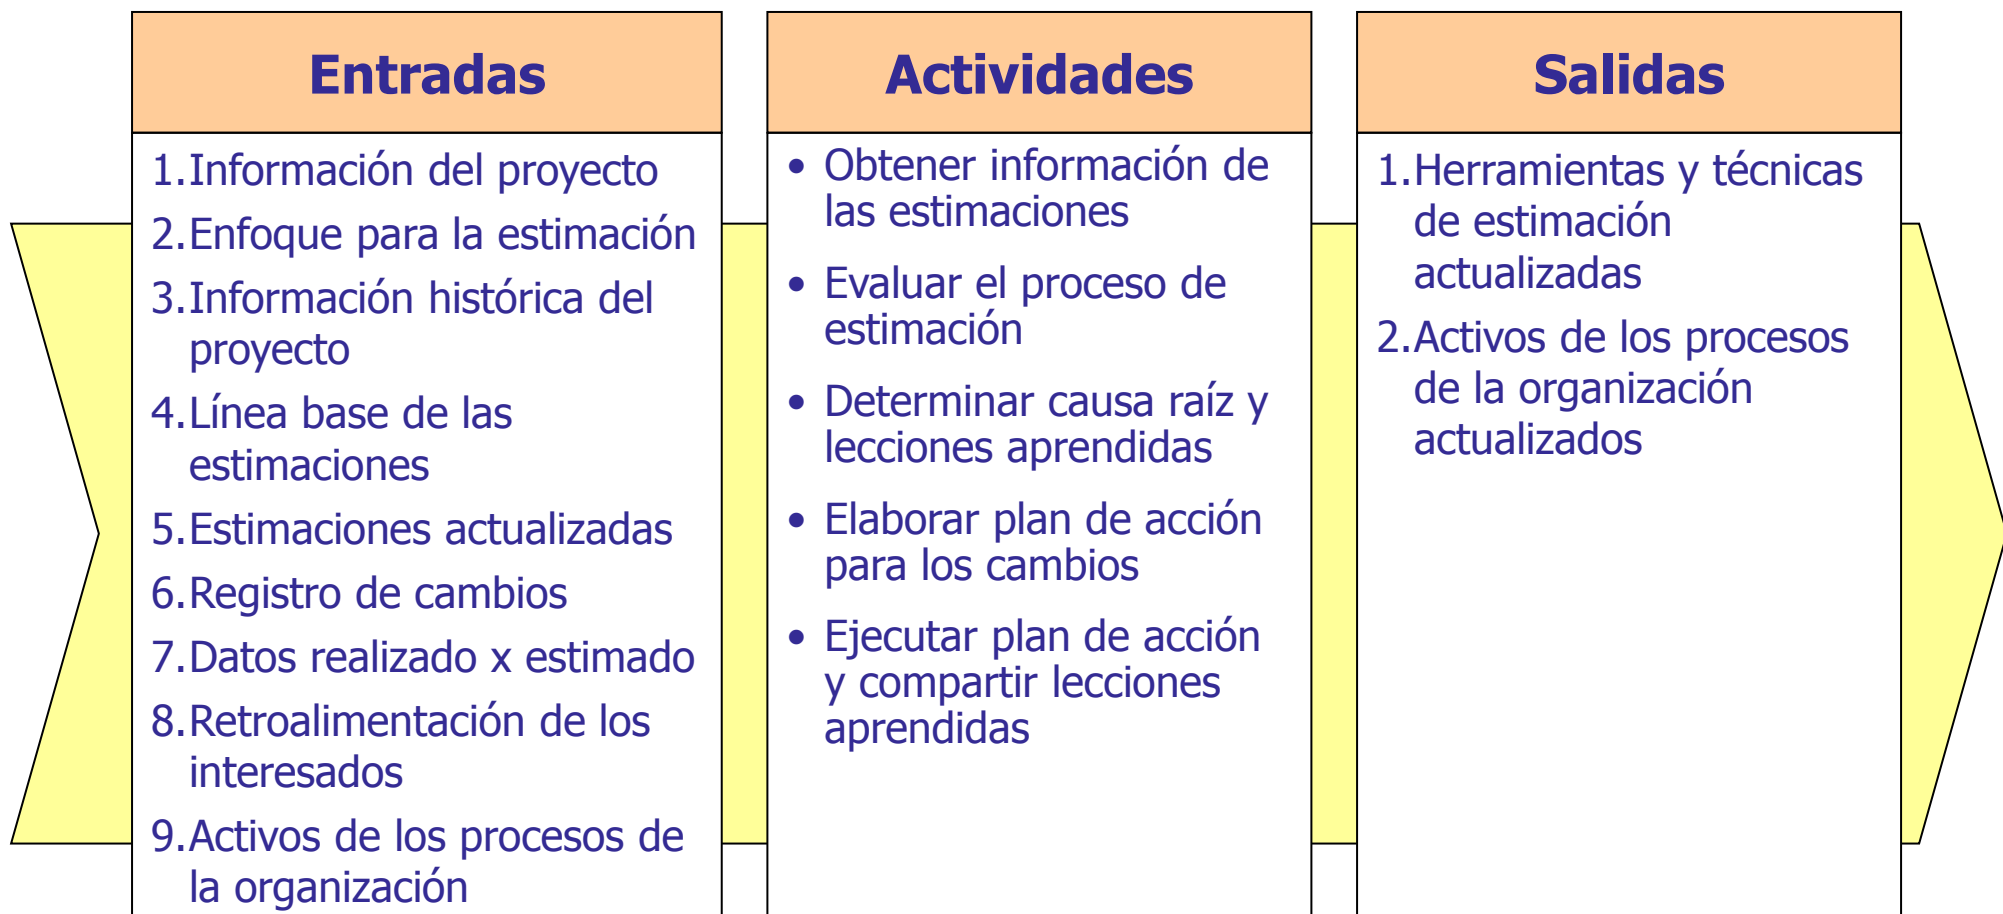 Entradas
1.Información del proyecto
2.Enfoque para la estimación
3.Información histórica del
proyecto
4.Línea base de las
estimaciones
5.Estimaciones actualizadas
6.Registro de cambios
7.Datos realizado x estimado
8.Retroalimentación de los
interesados
9.Activos de los procesos de
la organización
Actividades
• Obtener información de
las estimaciones
• Evaluar el proceso de
estimación
• Determinar causa raíz y
lecciones aprendidas
• Elaborar plan de acción
para los cambios
• Ejecutar plan de acción
y compartir lecciones
aprendidas
Salidas
1.Herramientas y técnicas
de estimación
actualizadas
2.Activos de los procesos
de la organización
actualizados